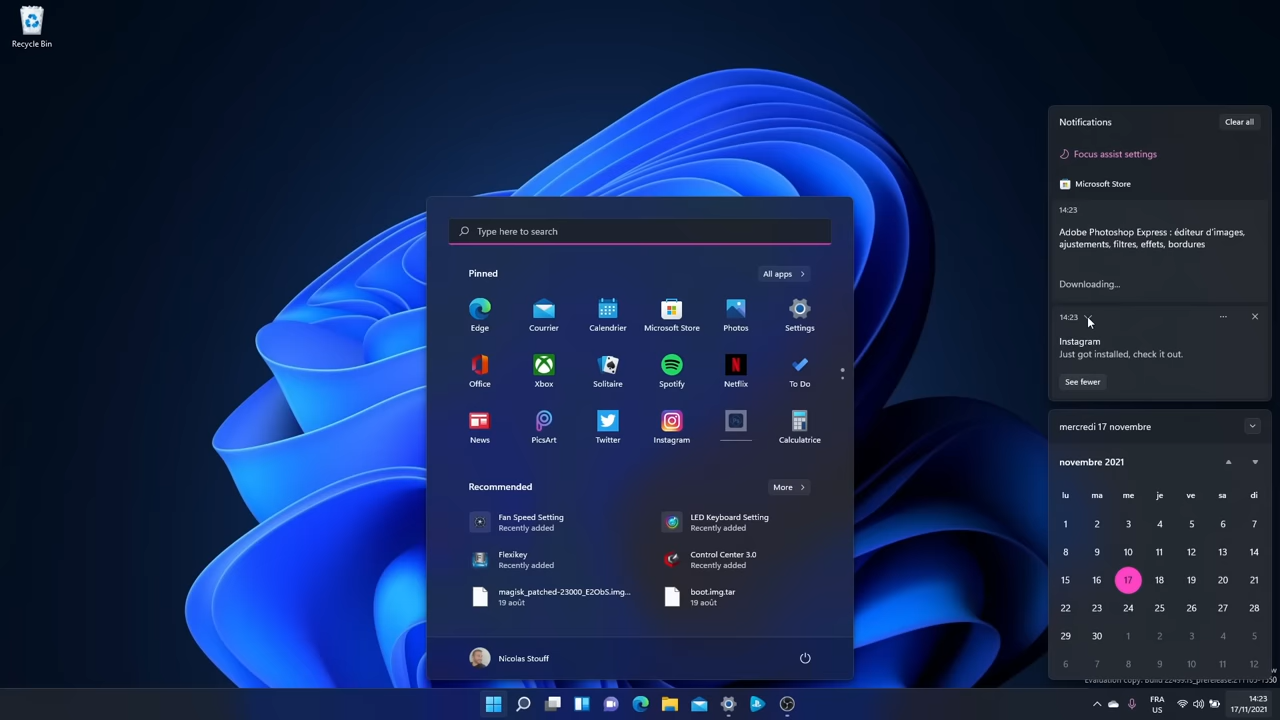 Recycle Bin
Type here to search
Pinned
All apps
Edge
Courrier
Calendrier
Microsoft Store
Photos
Settings
Office
Xbox
Solitaire
Spotify
Netflix
To Do
News
PicsArt
Twitter
Instagram
Calculatrice
Recommended
More
Fan Speed Setting
Recently added
LED Keyboard Setting
Recently added
Flexikey
Recently added
Control Center 3.0
Recently added
magisk_patched-23000_E2ObS.img...
19 août
boot.img.tar
19 août
Nicolas Stouff
Notifications
Clear all
Focus assist settings
Microsoft Store
14:23
Adobe Photoshop Express : éditeur d'images,
ajustements, filtres, effets, bordures
Downloading...
14:23
Instagram
Just got installed, check it out.
See fewer
mercredi 17 novembre
novembre 2021
lu ma me je ve sa di
1 2 3 4 5 6 7
8 9 10 11 12 13 14
15 16 17 18 19 20 21
22 23 24 25 26 27 28
29 30 1 2 3 4 5
6 7 8 9 10 11 12
FRA
US
14:23
17/11/2021